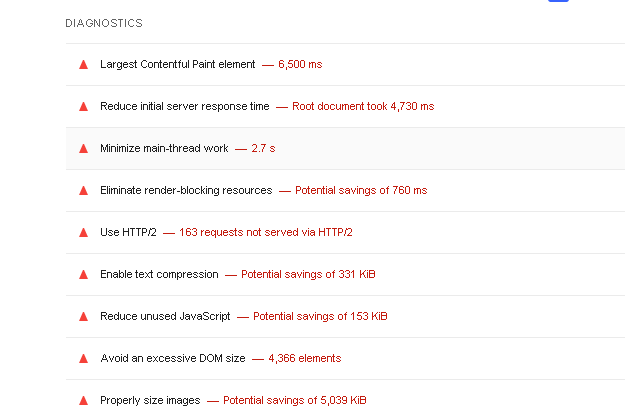 DIAGNOSTICS
Largest Contentful Paint element — 6,500 ms
Reduce initial server response time — Root document took 4,730 ms
Minimize main-thread work — 2.7 s
Eliminate render-blocking resources — Potential savings of 760 ms
Use HTTP/2 — 163 requests not served via HTTP/2
Enable text compression — Potential savings of 331 KiB
Reduce unused JavaScript — Potential savings of 153 KiB
Avoid an excessive DOM size — 4,366 elements
Properly size images — Potential savings of 5,039 KiB